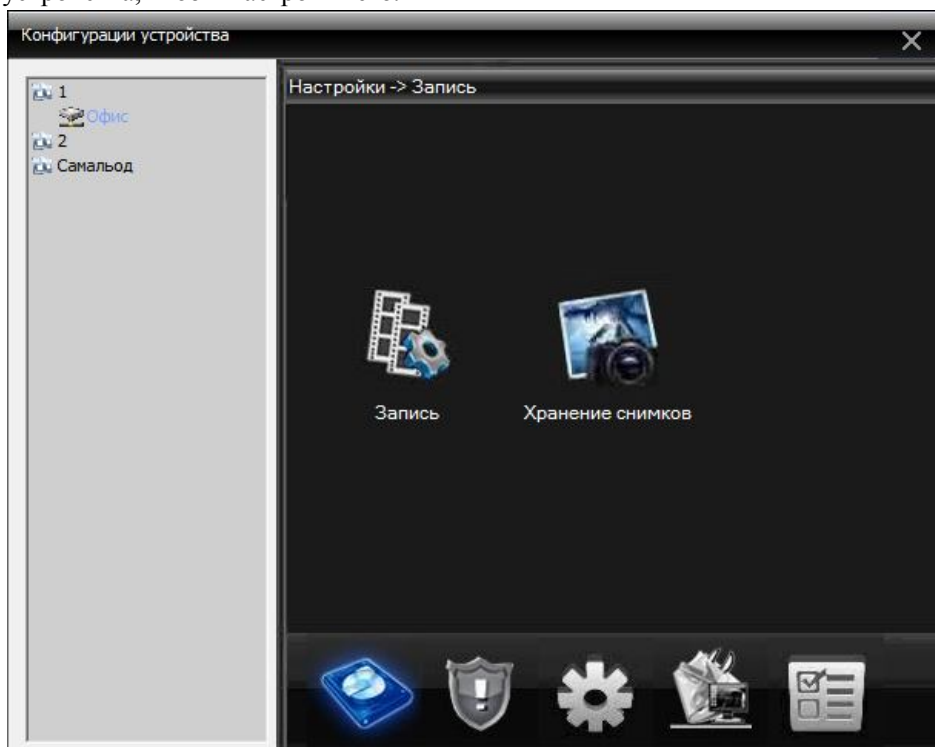 Конфигурации устройства
1
Офис
2
Самальод
Настройки -> Запись
Запись
Хранение снимков